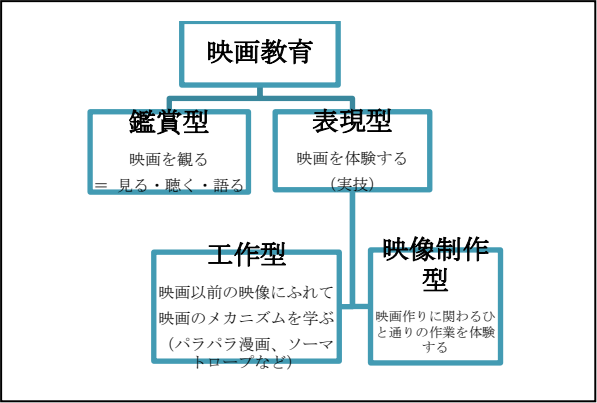 映画教育
鑑賞型
映画を観る
＝ 見る・聴く・語る
表現型
映画を体験する
（実技）
工作型
映画以前の映像にふれて
映画のメカニズムを学ぶ
（パラパラ漫画、ソーマ
トロープなど）
映像制作
型
映画作りに関わるひ
と通りの作業を体験
する